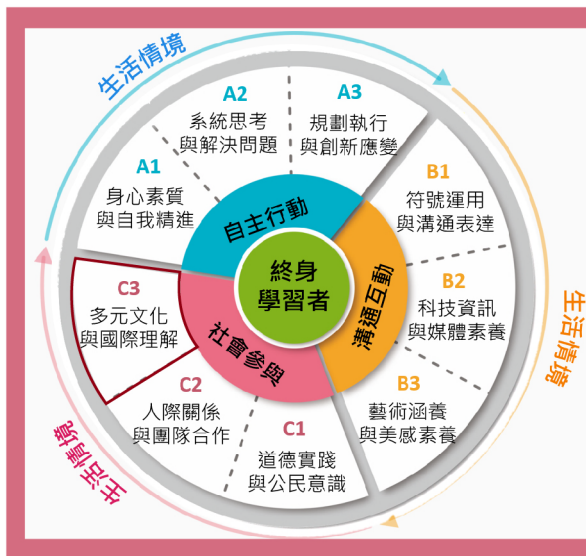 生活情境
A1
身心素質
與自我精進
A2
系統思考
與解決問題
A3
規劃執行
與創新應變
B1
符號運用
與溝通表達
B2
科技資訊
與媒體素養
B3
藝術涵養
與美感素養
C1
道德實踐
與公民意識
C2
人際關係
與團隊合作
C3
多元文化
與國際理解
自主行動
溝通互動
社會參與
終身
學習者
生活情境
生活情境